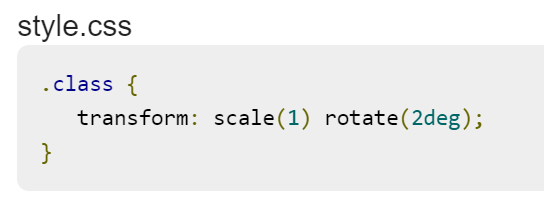 style.css
.class {
   transform: scale(1) rotate(2deg);
}